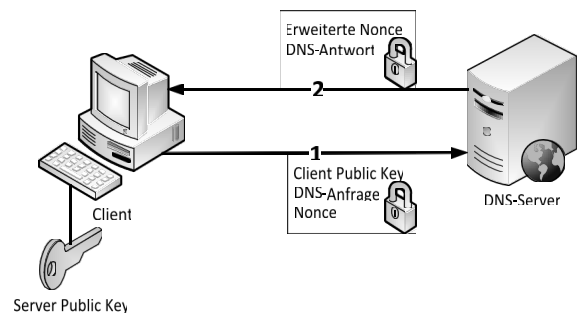 Erweiterte Nonce
DNS-Antwort
2
1
Client Public Key
DNS-Anfrage
Nonce
Client
DNS-Server
Server Public Key